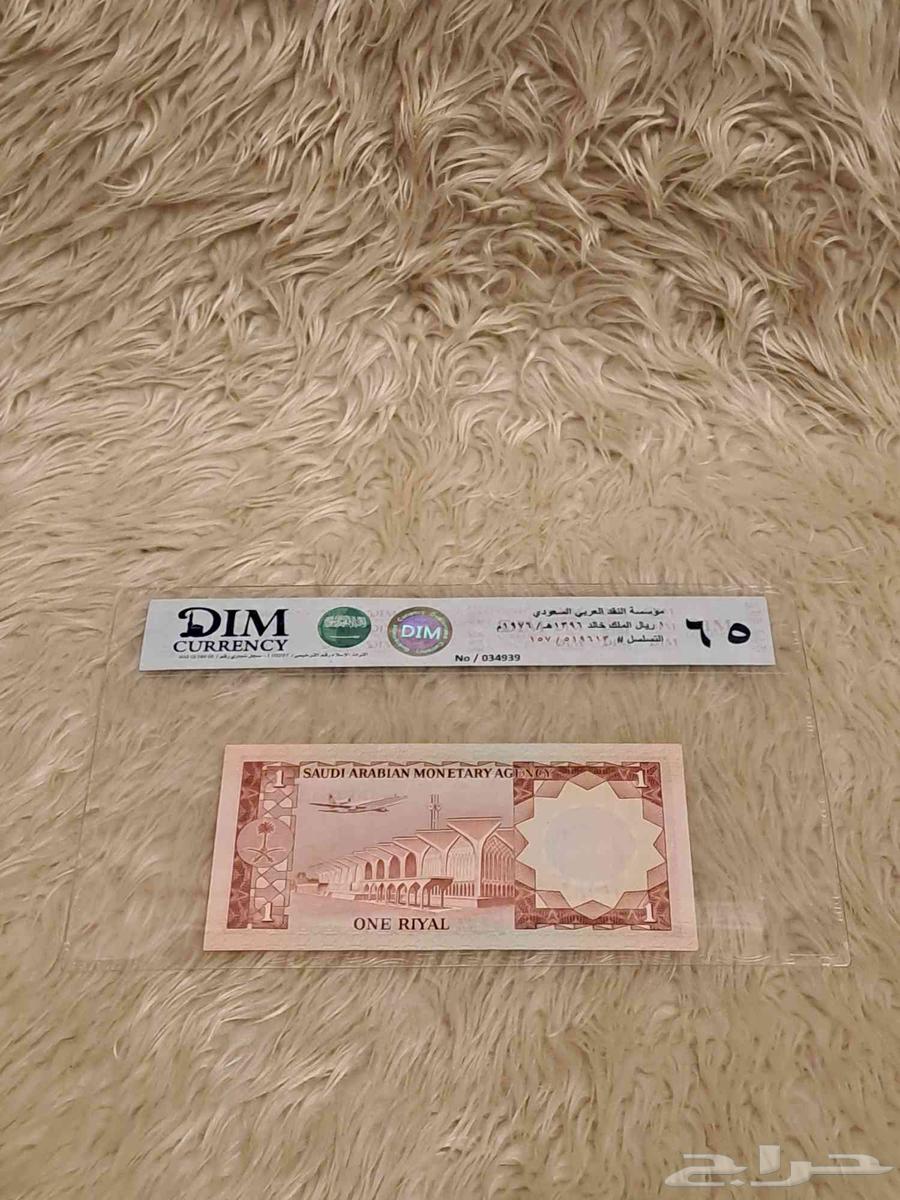 DIM
CURRENCY
DIM
No / 034939
مؤسسة النقد العربي السعودي
١ ريال الملك خالد ١٣٩٦هـ/ ١٩٧٦م
التسلسل # ٥١٩٦١٣/ ١٥٧
٦٥
1
SAUDI ARABIAN MONETARY AGENCY
1
1
ONE RIYAL
1
حراج